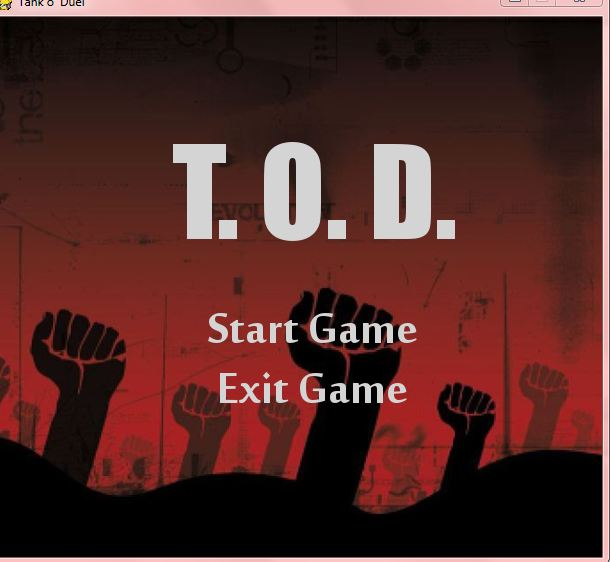 Tank o' Duel
T. O. D.
Start Game
Exit Game